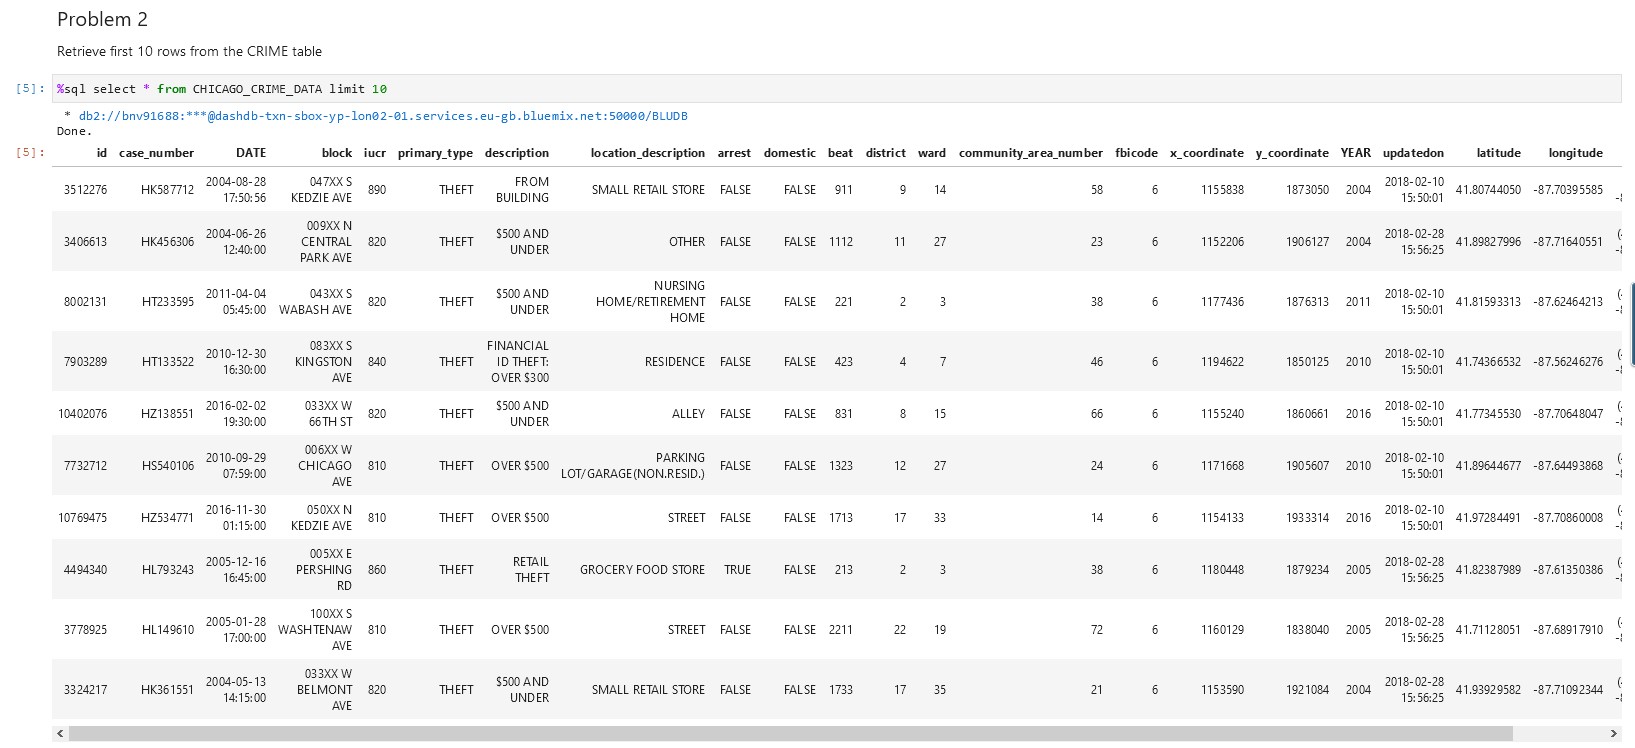 Problem 2
Retrieve first 10 rows from the CRIME table
[5]: %sql select * from CHICAGO_CRIME_DATA limit 10
* db2://bnv91688:***@dashdb-txn-sbox-yp-lon02-01.services.eu-gb.bluemix.net:50000/BLUDB
Done.
[5]: id case_number DATE block iucr primary_type description location_description arrest domestic beat district ward community_area_number fbicode x_coordinate y_coordinate YEAR updatedon latitude longitude
3512276 HK587712 2004-08-28 17:50:56 047XX S KEDZIE AVE 890 THEFT FROM BUILDING SMALL RETAIL STORE FALSE FALSE 911 9 14 58 6 1155838 1873050 2004 2018-02-10 15:50:01 41.80744050 -87.70395585
3406613 HK456306 2004-06-26 12:40:00 009XX N CENTRAL PARK AVE 820 THEFT $500 AND UNDER OTHER FALSE FALSE 1112 11 27 23 6 1152206 1906127 2004 2018-02-28 15:56:25 41.89827996 -87.71640551
8002131 HT233595 2011-04-04 05:45:00 043XX S WABASH AVE 820 THEFT $500 AND UNDER NURSING HOME/RETIREMENT HOME FALSE FALSE 221 2 3 38 6 1177436 1876313 2011 2018-02-10 15:50:01 41.81593313 -87.62464213
7903289 HT133522 2010-12-30 16:30:00 083XX S KINGSTON AVE 840 THEFT FINANCIAL ID THEFT: OVER $300 RESIDENCE FALSE FALSE 423 4 7 46 6 1194622 1850125 2010 2018-02-10 15:50:01 41.74366532 -87.56246276
10402076 HZ138551 2016-02-02 19:30:00 033XX W 66TH ST 820 THEFT $500 AND UNDER ALLEY FALSE FALSE 831 8 15 66 6 1155240 1860661 2016 2018-02-10 15:50:01 41.77345530 -87.70648047
7732712 HS540106 2010-09-29 07:59:00 006XX W CHICAGO AVE 810 THEFT OVER $500 PARKING LOT/GARAGE(NON.RESID.) FALSE FALSE 1323 12 27 24 6 1171668 1905607 2010 2018-02-10 15:50:01 41.89644677 -87.64493868
10769475 HZ534771 2016-11-30 01:15:00 050XX N KEDZIE AVE 810 THEFT OVER $500 STREET FALSE FALSE 1713 17 33 14 6 1154133 1933314 2016 2018-02-10 15:50:01 41.97284491 -87.70860008
4494340 HL793243 2005-12-16 16:45:00 005XX E PERSHING RD 860 THEFT RETAIL THEFT GROCERY FOOD STORE TRUE FALSE 213 2 3 38 6 1180448 1879234 2005 2018-02-28 15:56:25 41.82387989 -87.61350386
3778925 HL149610 2005-01-28 17:00:00 100XX S WASHTENAW AVE 810 THEFT OVER $500 STREET FALSE FALSE 2211 22 19 72 6 1160129 1838040 2005 2018-02-28 15:56:25 41.71128051 -87.68917910
3324217 HK361551 2004-05-13 14:15:00 033XX W BELMONT AVE 820 THEFT $500 AND UNDER SMALL RETAIL STORE FALSE FALSE 1733 17 35 21 6 1153590 1921084 2004 2018-02-28 15:56:25 41.93929582 -87.71092344